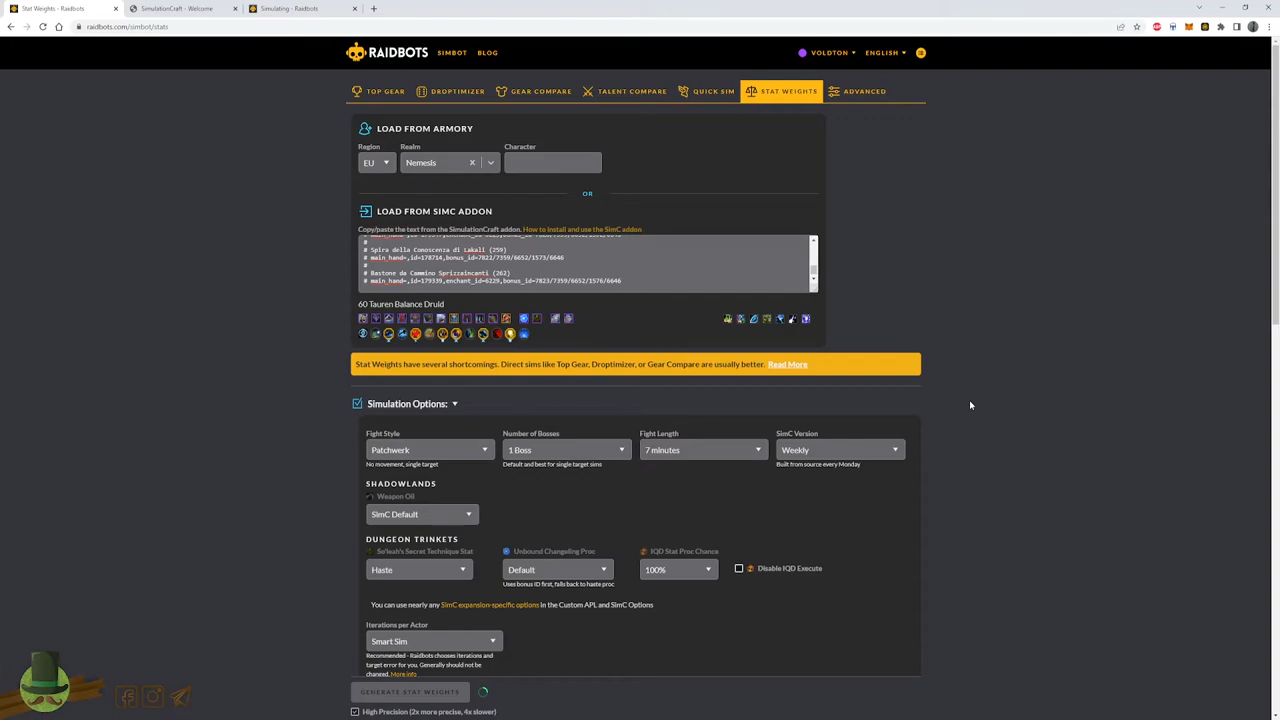 Stat Weights - Raidbots
SimulationCraft - Welcome
Simulating - Raidbots
raidbots.com/simbot/stats
RAIDBOTS
SIMBOT
BLOG
VOLDTON
ENGLISH
TOP GEAR
DROPTIMIZER
GEAR COMPARE
TALENT COMPARE
QUICK SIM
STAT WEIGHTS
ADVANCED
LOAD FROM ARMORY
Region
Realm
Character
EU
Nemesis
OR
LOAD FROM SIMC ADDON
Copy/paste the text from the SimulationCraft addon. How to install and use the SimC addon
#
# Spira della Conoscenza di Lakali (259)
# main_hand=,id=178714,bonus_id=7822/7359/6652/1573/6646
#
# Bastone da Cammino Sprizzaincanti (262)
# main_hand=,id=179339,enchant_id=6229,bonus_id=7823/7359/6652/1576/6646
60 Tauren Balance Druid
Stat Weights have several shortcomings. Direct sims like Top Gear, Droptimizer, or Gear Compare are usually better. Read More
Simulation Options:
Fight Style
Number of Bosses
Fight Length
SimC Version
Patchwerk
1 Boss
7 minutes
Weekly
No movement, single target
Default and best for single target sims
Built from source every Monday
SHADOWLANDS
Weapon Oil
SimC Default
DUNGEON TRINKETS
So'leah's Secret Technique Stat
Unbound Changeling Proc
IQD Stat Proc Chance
Haste
Default
100%
Disable IQD Execute
Uses bonus ID first, falls back to haste proc
You can use nearly any SimC expansion-specific options in the Custom APL and SimC Options
Iterations per Actor
Smart Sim
Recommended - Raidbots chooses iterations and
target error for you. Generally should not be
changed. More info
GENERATE STAT WEIGHTS
High Precision (2x more precise, 4x slower)